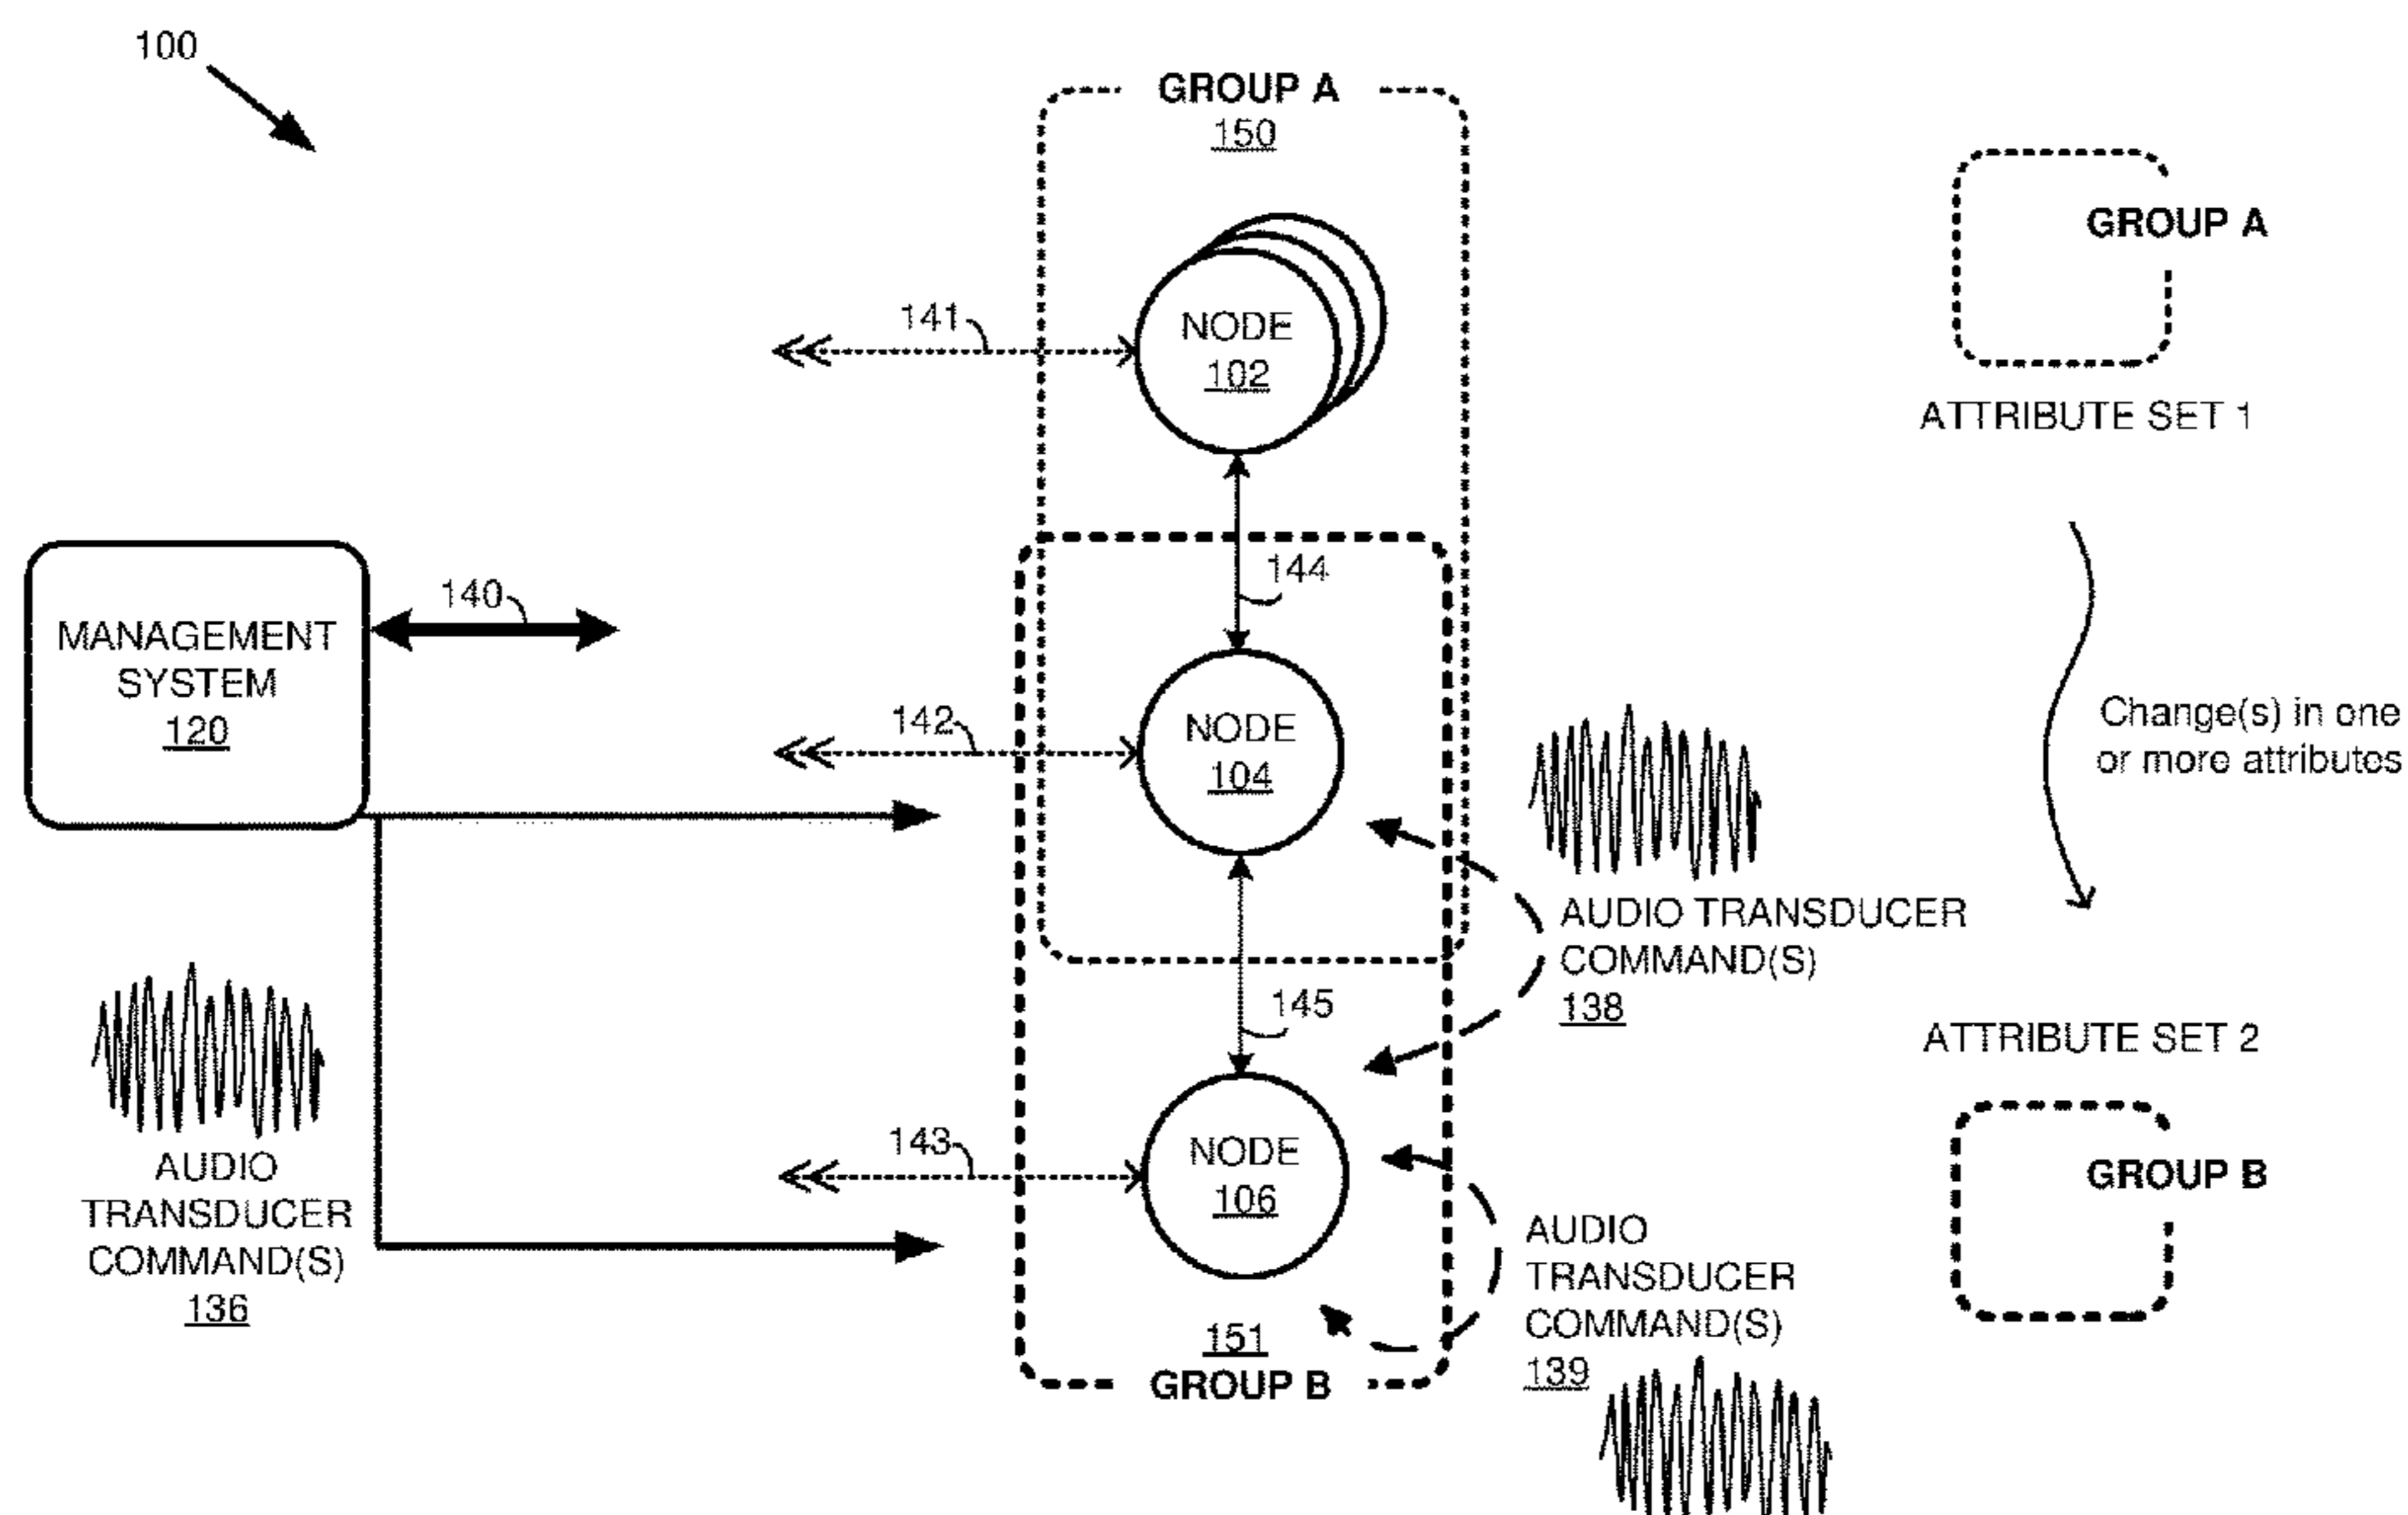 100
GROUP A
150
GROUP A
141
NODE
102
ATTRIBUTE SET 1
144
140
MANAGEMENT
SYSTEM
120
142
NODE
104
Change(s) in one
or more attributes
AUDIO TRANSDUCER
COMMAND(S)
138
145
ATTRIBUTE SET 2
143
NODE
106
GROUP B
AUDIO
TRANSDUCER
COMMAND(S)
136
AUDIO
TRANSDUCER
COMMAND(S)
139
151
GROUP B